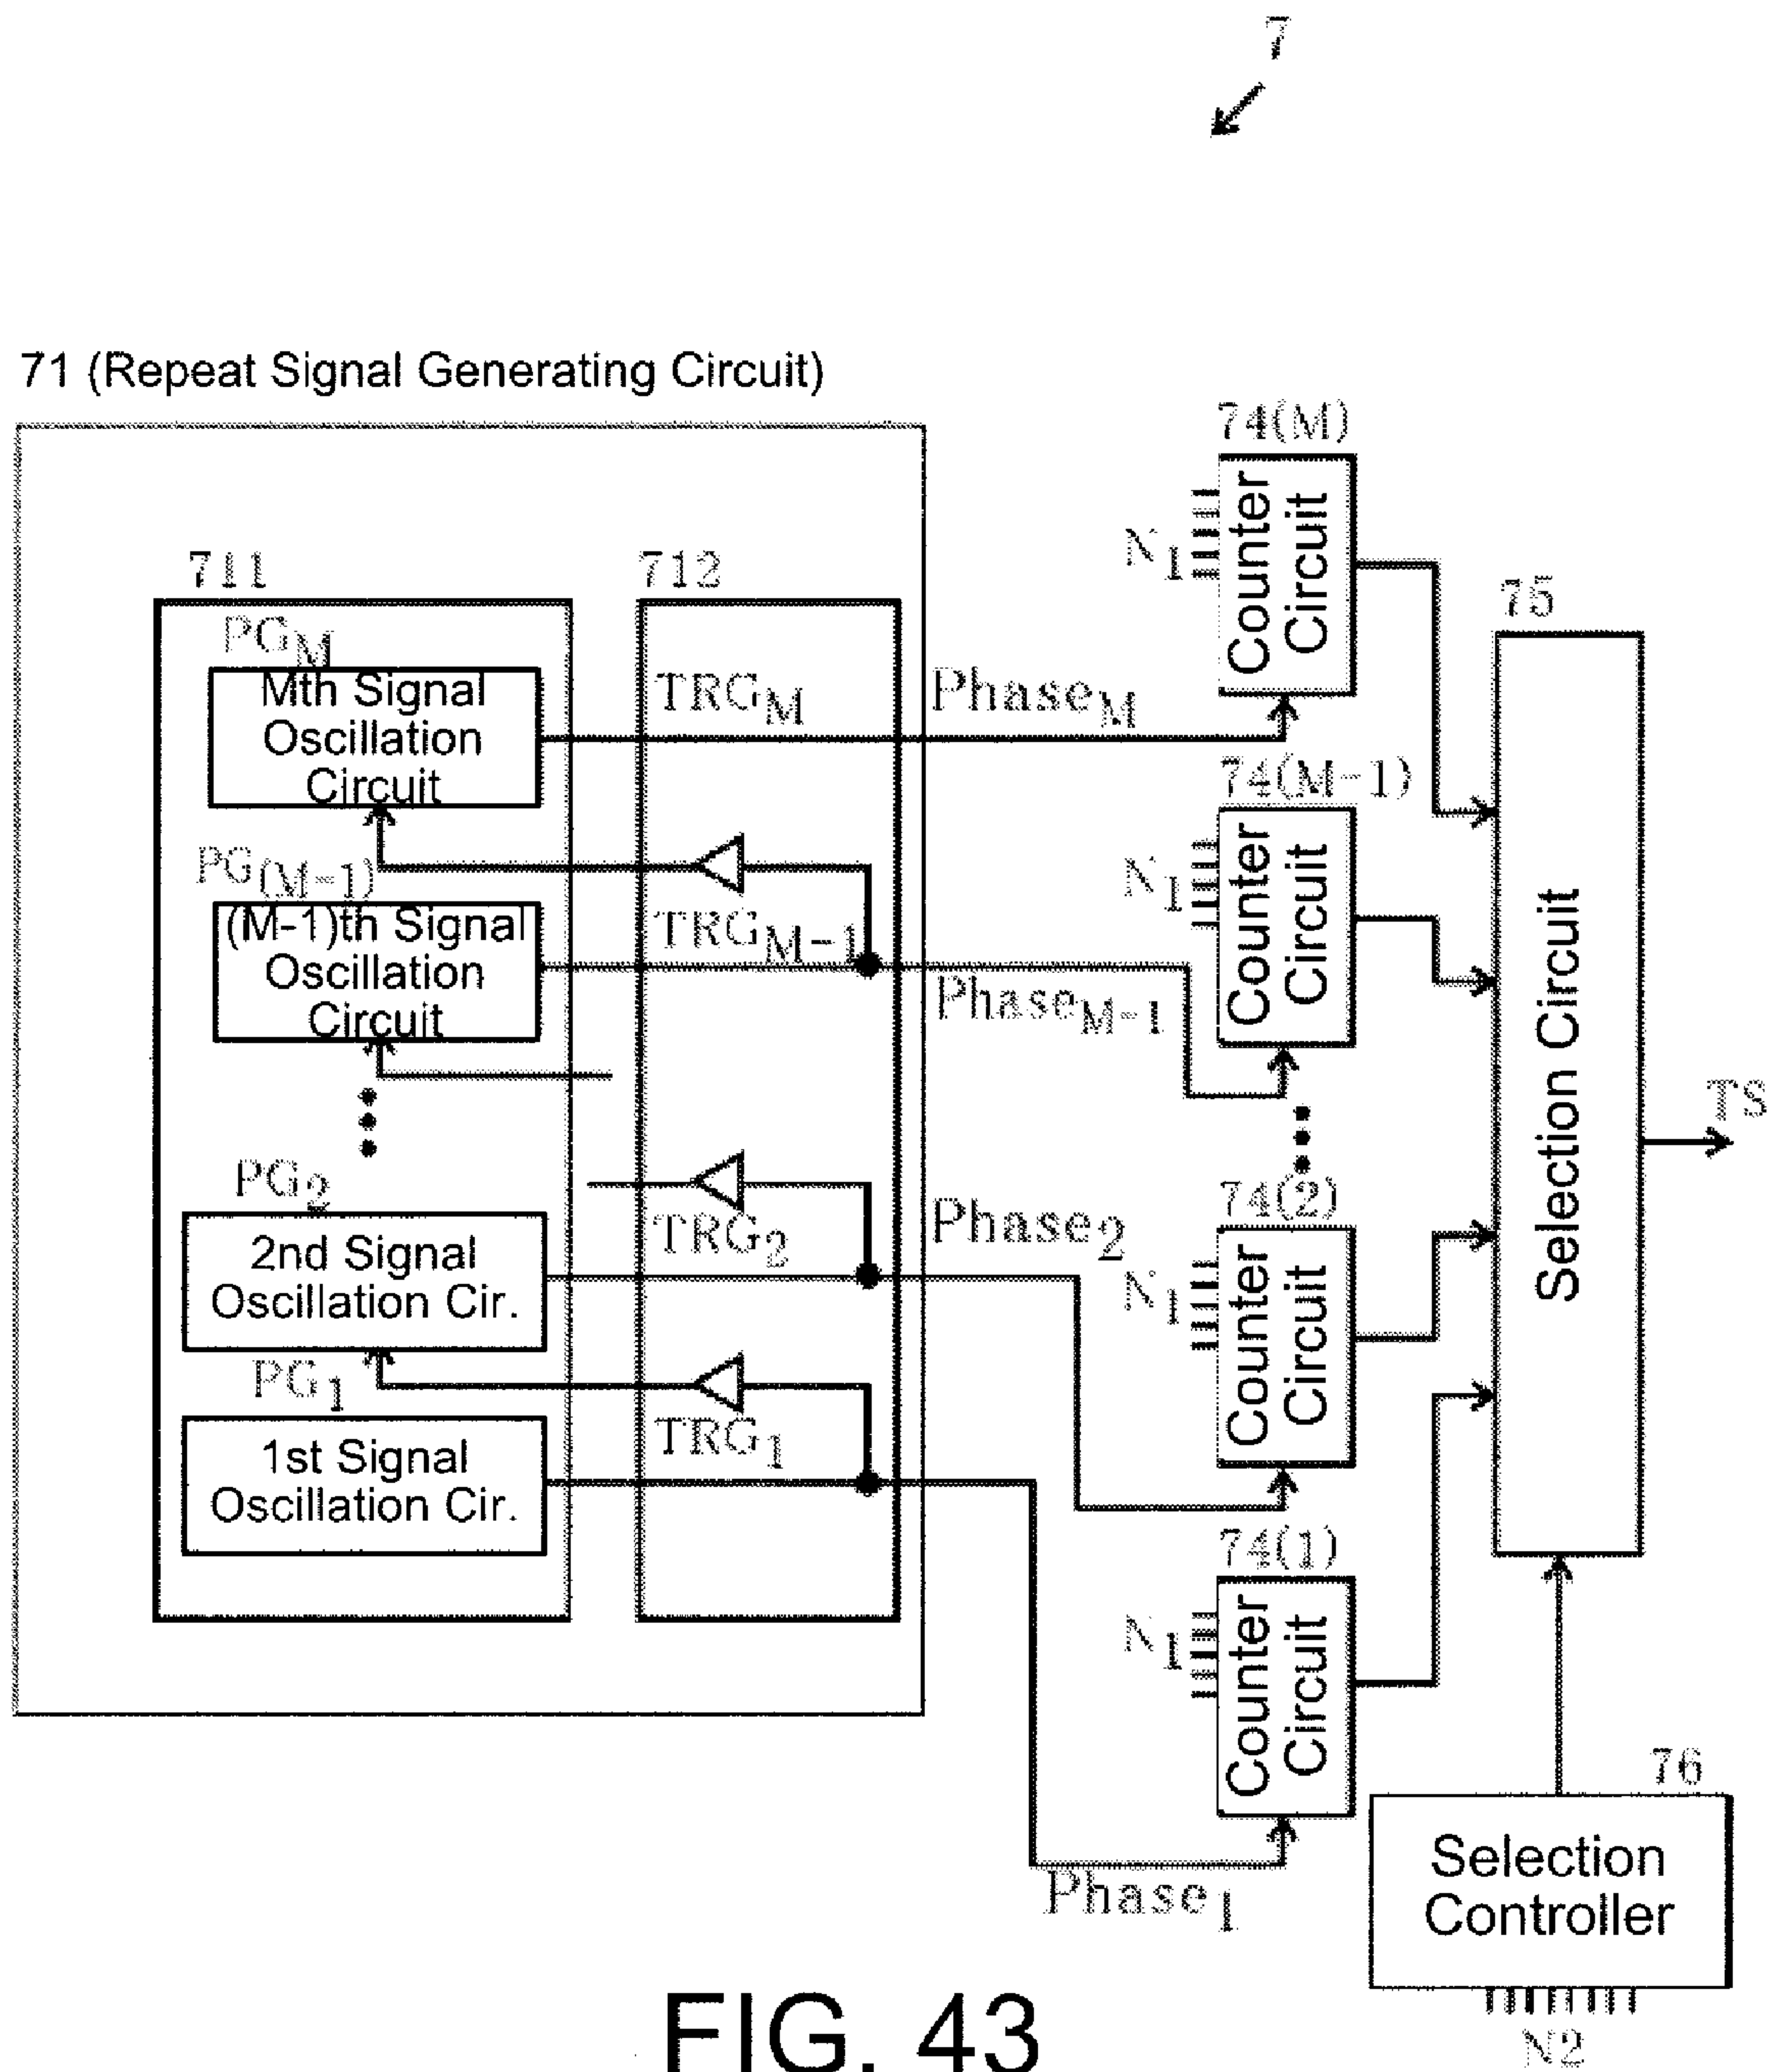 7
71 (Repeat Signal Generating Circuit)
74(M)
N1
Counter
Circuit
711
712
75
PGM
Mth Signal
Oscillation
Circuit
TRGM
PhaseM
74(M-1)
N1
Counter
Circuit
PG(M-1)
(M-1)th Signal
Oscillation
Circuit
TRGM-1
PhaseM-1
Selection Circuit
TS
PG2
2nd Signal
Oscillation Cir.
TRG2
Phase2
74(2)
N1
Counter
Circuit
PG1
1st Signal
Oscillation Cir.
TRG1
74(1)
N1
Counter
Circuit
Phase1
76
Selection
Controller
N2
FIG. 43